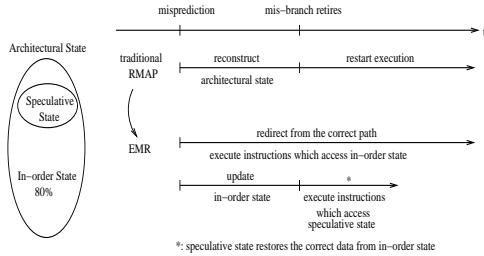 misprediction mis-branch retires
t
Architectural State
traditional reconstruct restart execution
RMAP architectural state
Speculative
State
redirect from the correct path
EMR execute instructions which access in-order state
In-order State update *
80% in-order state execute instructions
which access
speculative state
*: speculative state restores the correct data from in-order state